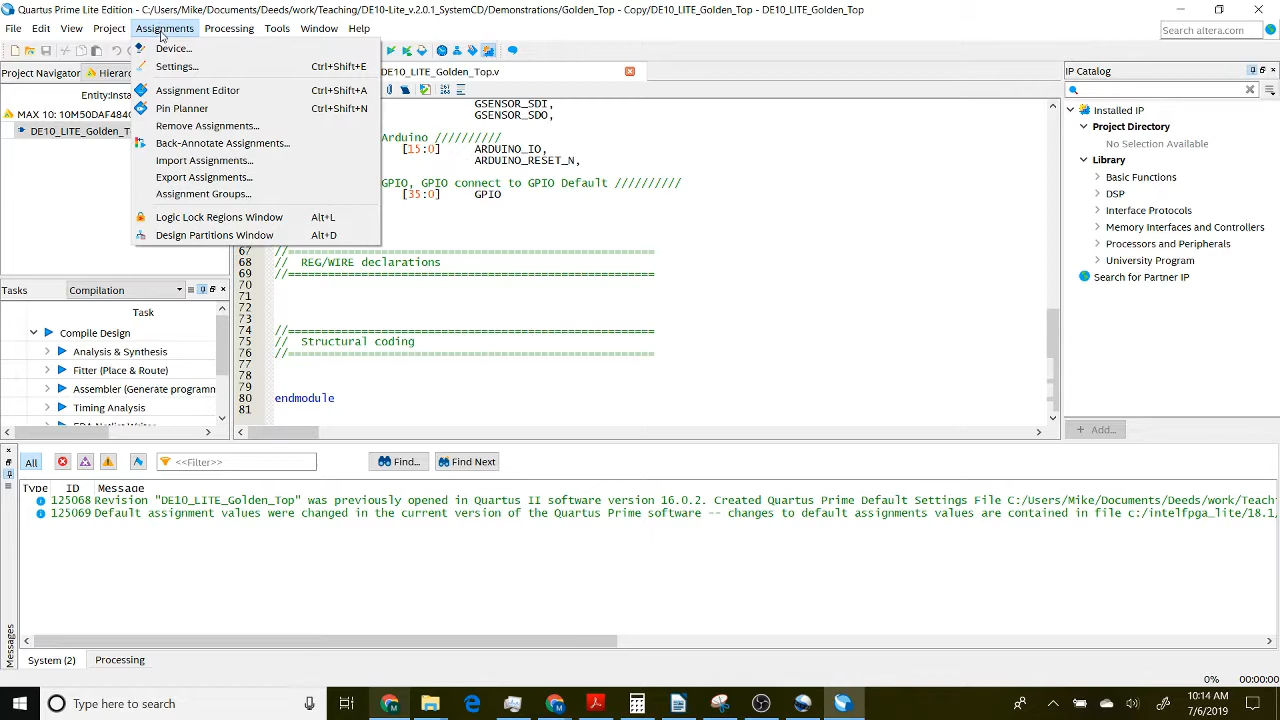 Quartus Prime Lite Edition - C:/Users/Mike/Documents/Deeds/work/Teaching/DE10-Lite_v.2.0.1_SystemCD/Demonstrations/Golden_Top - Copy/DE10_LITE_Golden_Top - DE10_LITE_Golden_Top
File Edit View Project Assignments Processing Tools Window Help
Search altera.com
Device...
Settings... Ctrl+Shift+E
Assignment Editor Ctrl+Shift+A
Pin Planner Ctrl+Shift+N
Remove Assignments...
Back-Annotate Assignments...
Import Assignments...
Export Assignments...
Assignment Groups...
Logic Lock Regions Window Alt+L
Design Partitions Window Alt+D
Project Navigator Hierarc
Entity:Insta
MAX 10: 10M50DAF484C
DE10_LITE_Golden_T
DE10_LITE_Golden_Top.v
GSENSOR_SDI,
GSENSOR_SDO,
Arduino //////////
[15:0] ARDUINO_IO,
ARDUINO_RESET_N,
GPIO, GPIO connect to GPIO Default //////////
[35:0] GPIO
67 //=======================================================
68 // REG/WIRE declarations
69 //=======================================================
70
71
72
73
74 //=======================================================
75 // Structural coding
76 //=======================================================
77
78
79
80 endmodule
81
IP Catalog
Installed IP
Project Directory
No Selection Available
Library
Basic Functions
DSP
Interface Protocols
Memory Interfaces and Controllers
Processors and Peripherals
University Program
Search for Partner IP
+ Add...
Tasks Compilation
Task
Compile Design
Analysis & Synthesis
Fitter (Place & Route)
Assembler (Generate programm
Timing Analysis
All <<Filter>> Find... Find Next
Type ID Message
125068 Revision "DE10_LITE_Golden_Top" was previously opened in Quartus II software version 16.0.2. Created Quartus Prime Default Settings File C:/Users/Mike/Documents/Deeds/work/Teach
125069 Default assignment values were changed in the current version of the Quartus Prime software -- changes to default assignments values are contained in file c:/intelfpga_lite/18.1/
Messages
System (2) Processing
0% 00:00:00
Type here to search
10:14 AM
7/6/2019